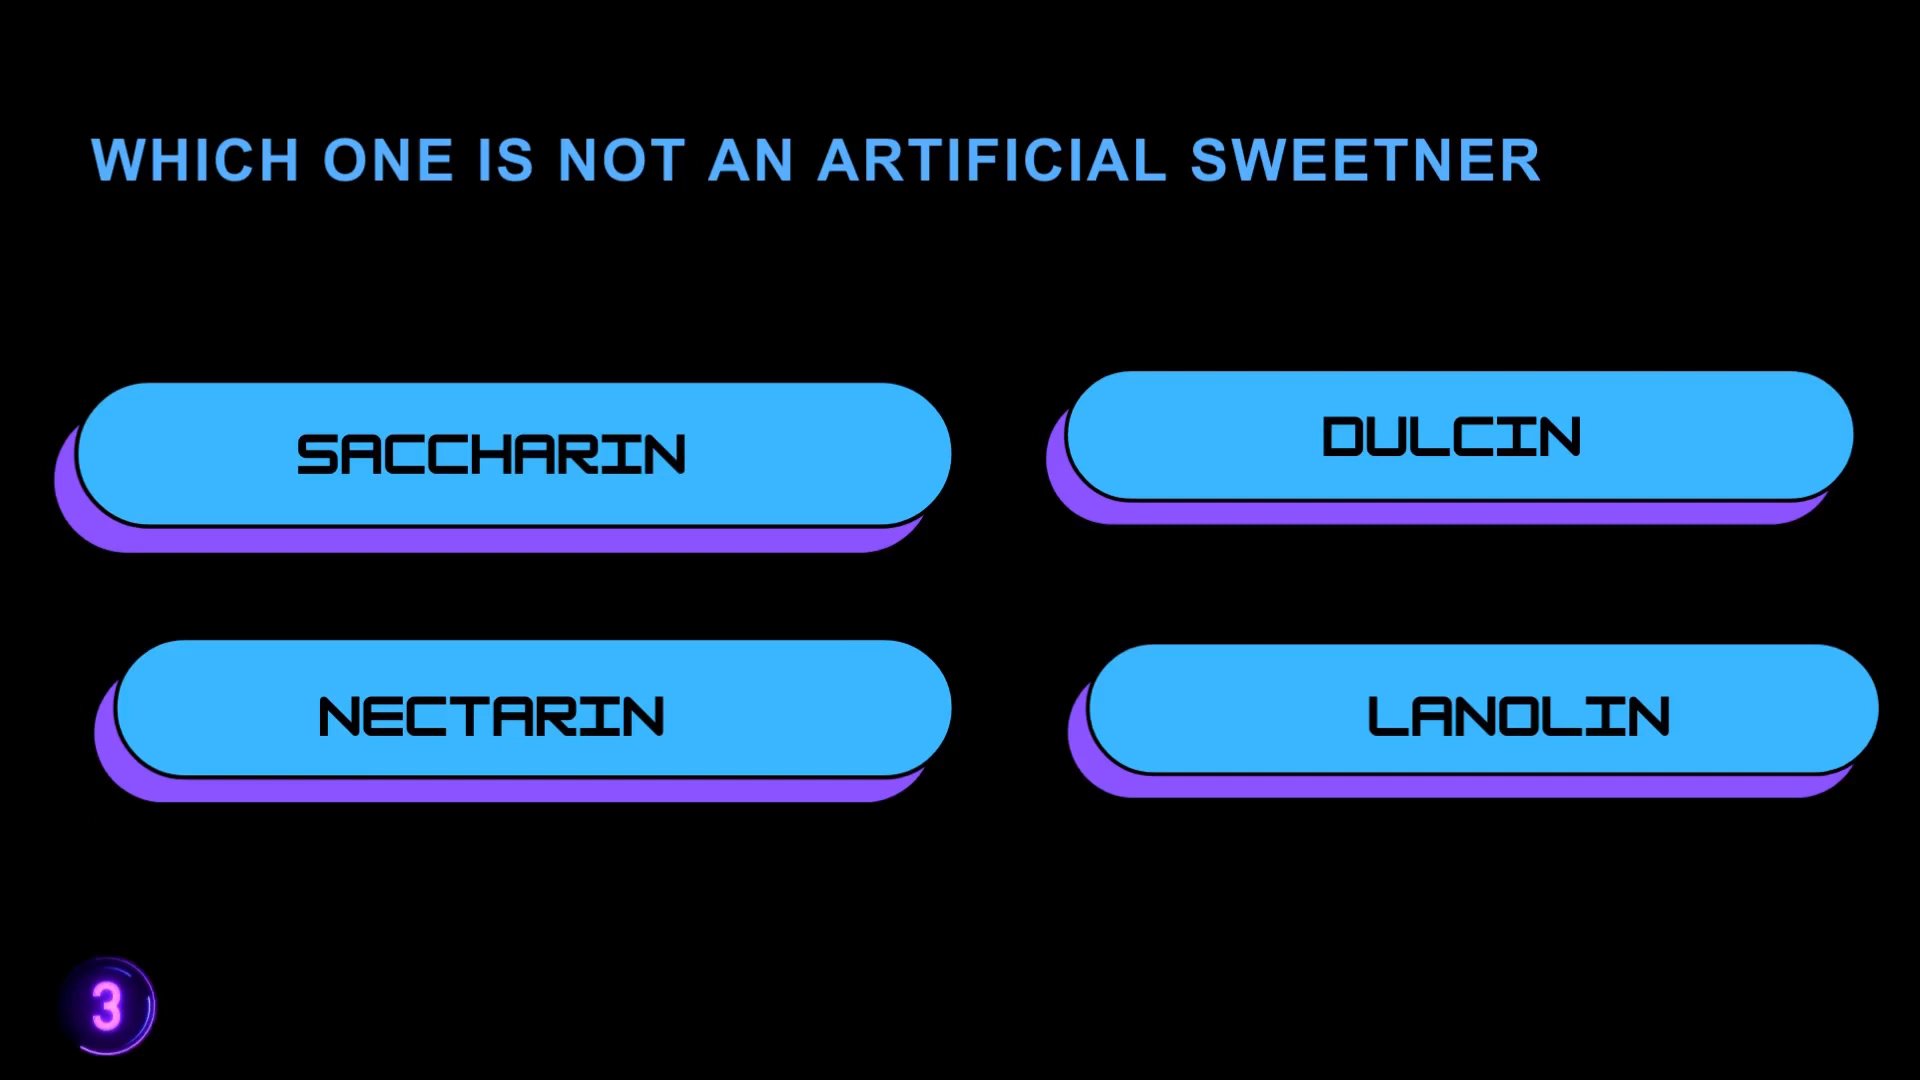 WHICH ONE IS NOT AN ARTIFICIAL SWEETNER
SACCHARIN
DULCIN
NECTARIN
LANOLIN
3